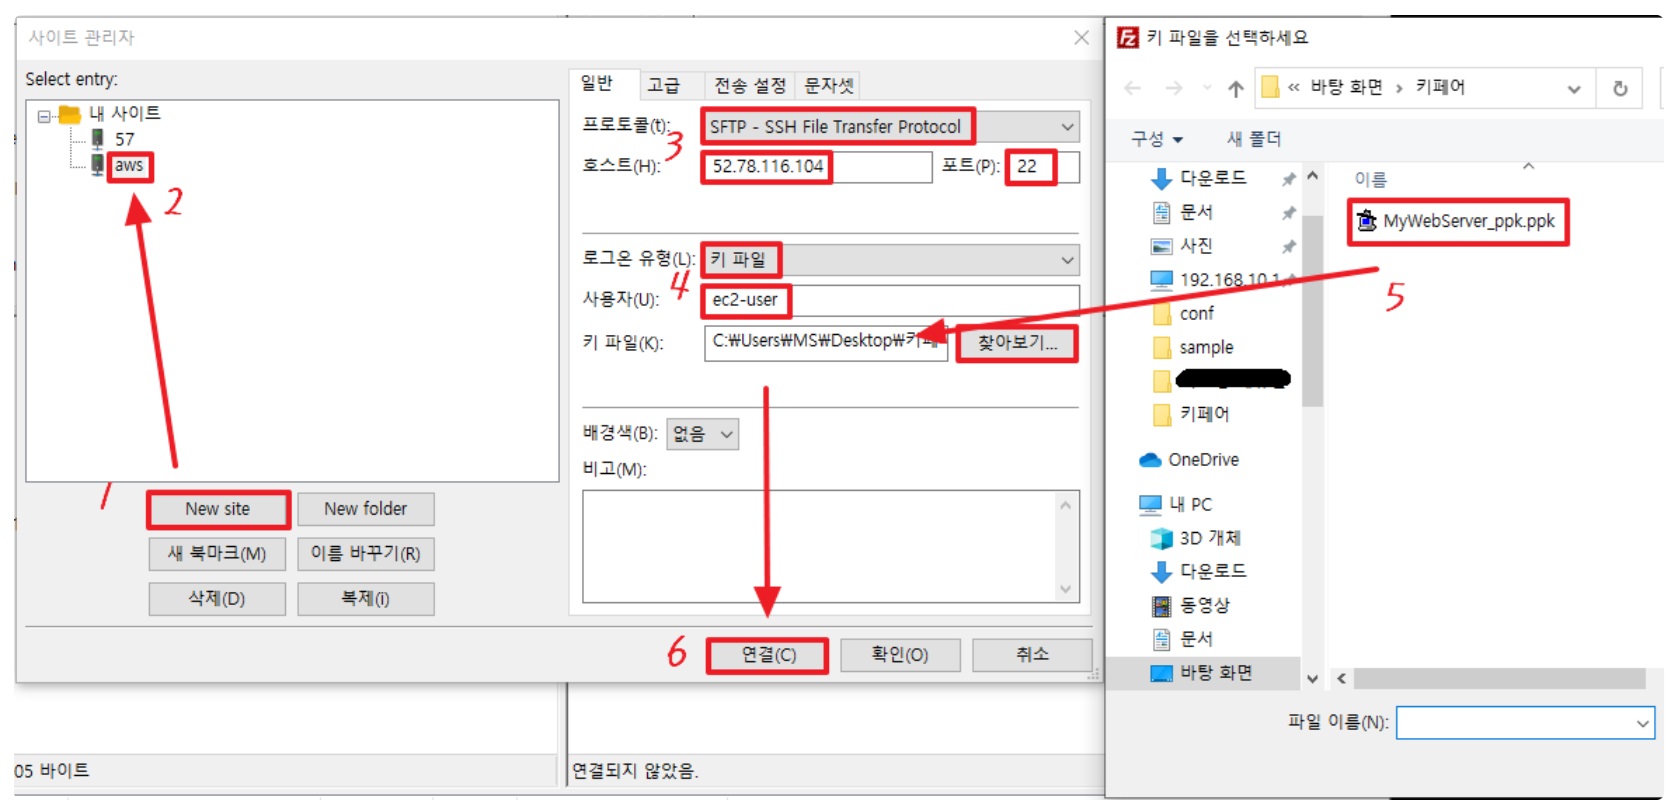 사이트 관리자
Select entry:
내 사이트
57
aws
2
1
New site
New folder
새 북마크(M)
이름 바꾸기(R)
삭제(D)
복제(i)
일반
고급
전송 설정
문자셋
프로토콜(t):
SFTP - SSH File Transfer Protocol
3
호스트(H):
52.78.116.104
포트(P):
22
로그온 유형(L):
키 파일
4
사용자(U):
ec2-user
키 파일(K):
C:₩Users₩MS₩Desktop₩키페
찾아보기...
배경색(B):
없음
비고(M):
6
연결(C)
확인(O)
취소
05 바이트
연결되지 않았음.
Fz 키 파일을 선택하세요
« 바탕 화면 › 키페어
구성
새 폴더
다운로드
문서
사진
192.168.10.1
conf
sample
키페어
OneDrive
내 PC
3D 개체
다운로드
동영상
문서
바탕 화면
이름
MyWebServer_ppk.ppk
5
파일 이름(N):